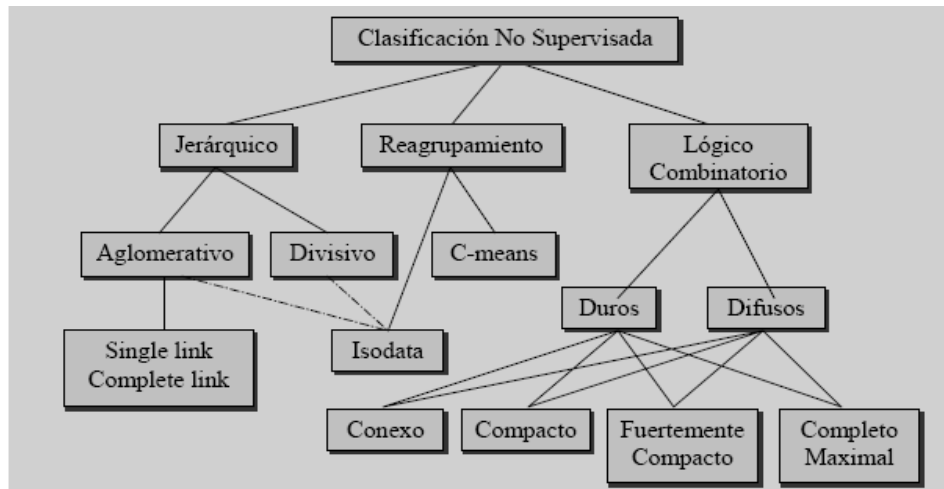 Clasificación No Supervisada
Jerárquico
Reagrupamiento
Lógico
Combinatorio
Aglomerativo
Divisivo
C-means
Duros
Difusos
Single link
Complete link
Isodata
Conexo
Compacto
Fuertemente
Compacto
Completo
Maximal